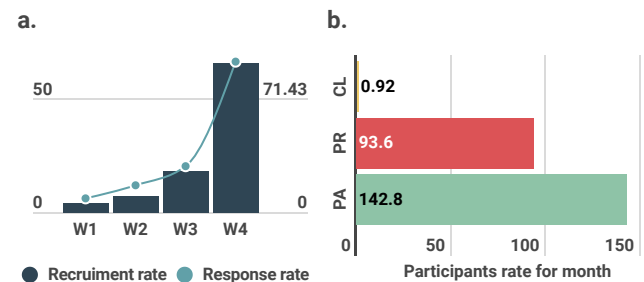 a.
50
71.43
0
0
W1 W2 W3 W4
Recruiment rate Response rate
b.
CL
0.92
PR
93.6
PA
142.8
0 50 100 150
Participants rate for month